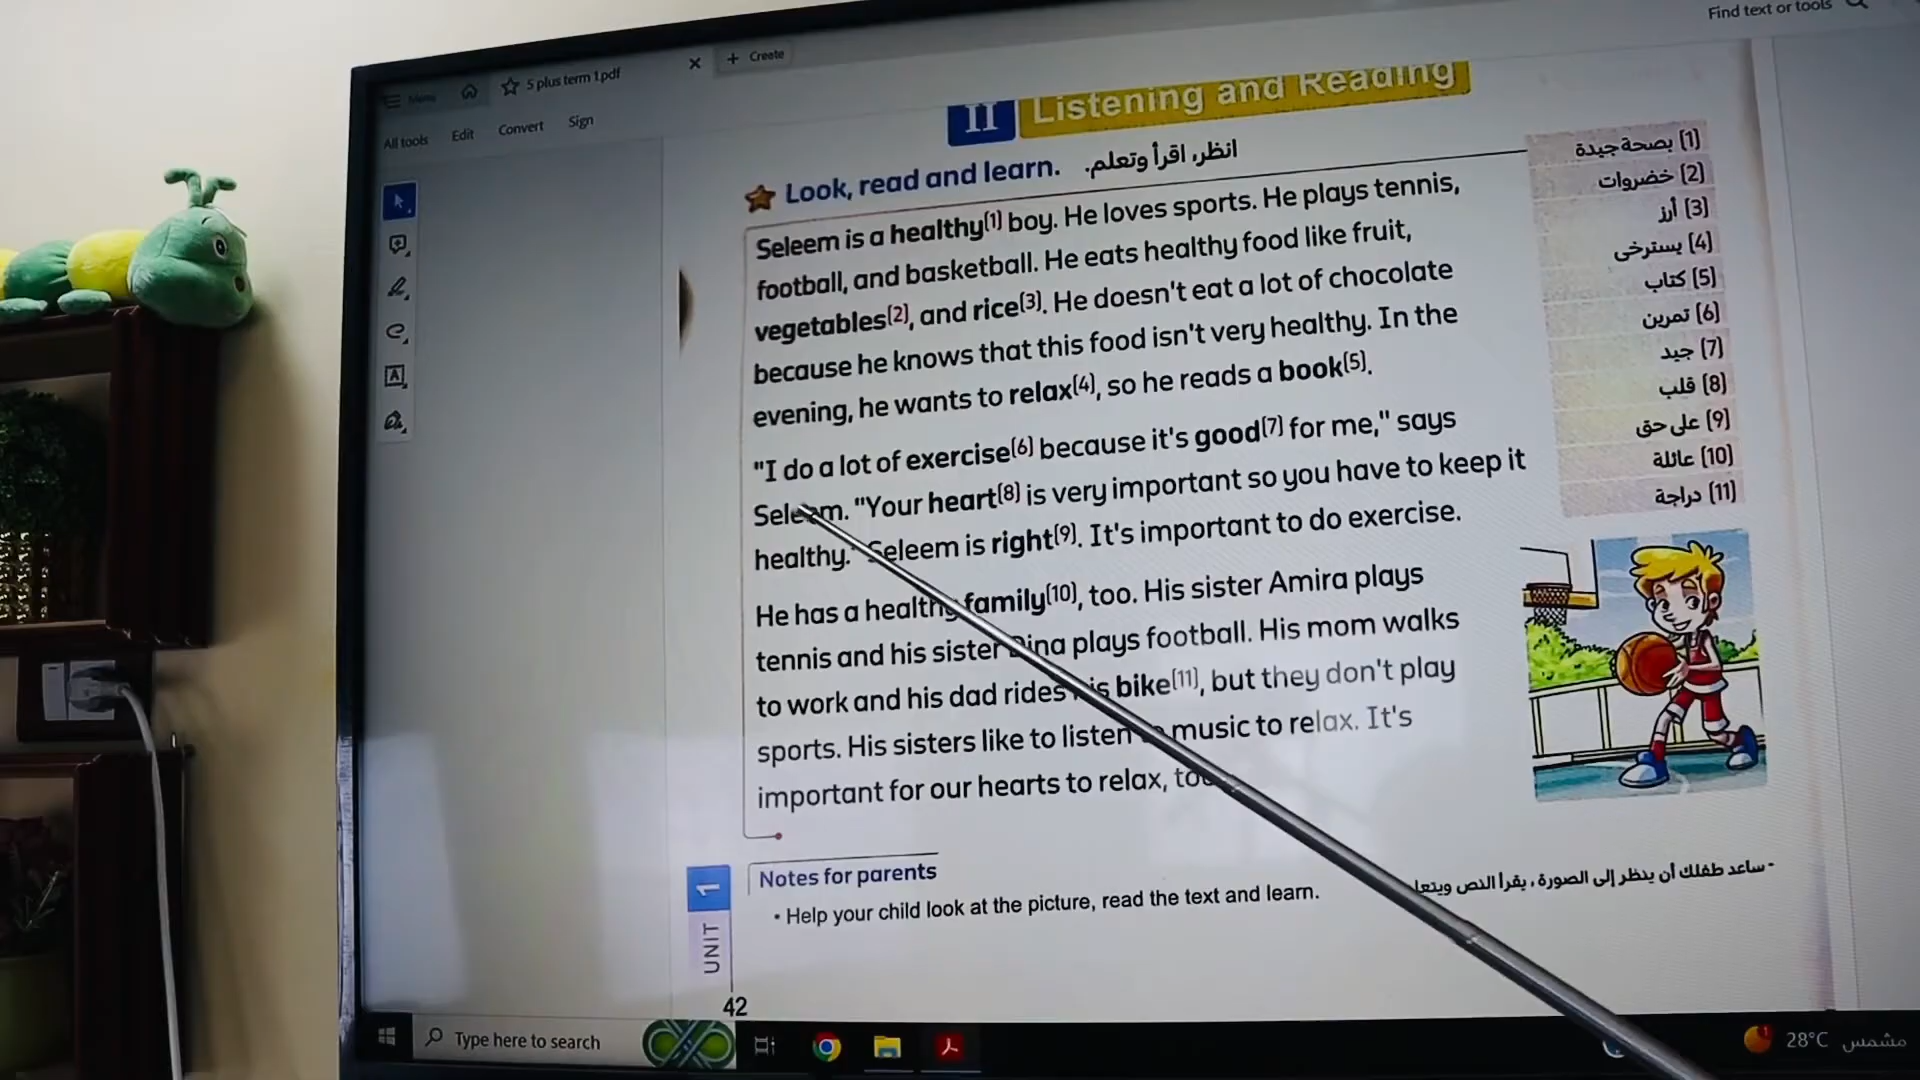 Find text or tools
Menu
5 plus term 1.pdf
+ Create
All tools Edit Convert Sign
II Listening and Reading
Look, read and learn. انظر، اقرأ وتعلم.
Seleem is a healthy(1) boy. He loves sports. He plays tennis,
football, and basketball. He eats healthy food like fruit,
vegetables(2), and rice(3). He doesn't eat a lot of chocolate
because he knows that this food isn't very healthy. In the
evening, he wants to relax(4), so he reads a book(5).
"I do a lot of exercise(6) because it's good(7) for me," says
Seleem. "Your heart(8) is very important so you have to keep it
healthy." Seleem is right(9). It's important to do exercise.
He has a healthy family(10), too. His sister Amira plays
tennis and his sister Dina plays football. His mom walks
to work and his dad rides his bike(11), but they don't play
sports. His sisters like to listen to music to relax. It's
important for our hearts to relax, too
(1) بصحة جيدة
(2) خضروات
(3) أرز
(4) يسترخى
(5) كتاب
(6) تمرين
(7) جيد
(8) قلب
(9) على حق
(10) عائلة
(11) دراجة
Notes for parents
• Help your child look at the picture, read the text and learn.
- ساعد طفلك أن ينظر إلى الصورة، يقرأ النص
UNIT 1
42
Type here to search
28°C مشمس